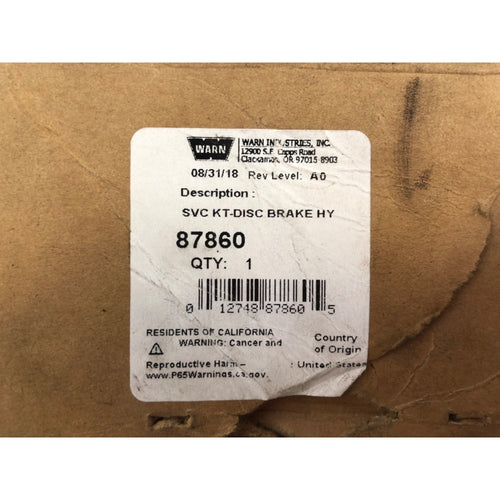 WARN
WARN INDUSTRIES, INC.
12900 S.E. Capps Road
Clackamas, OR 97015-8903
08/31/18 Rev Level: A0
Description :
SVC KT-DISC BRAKE HY
87860
QTY: 1
0 12748 87860 5
RESIDENTS OF CALIFORNIA
WARNING: Cancer and
Reproductive Harm –
www.P65Warnings.ca.gov.
Country
of Origin
: United States